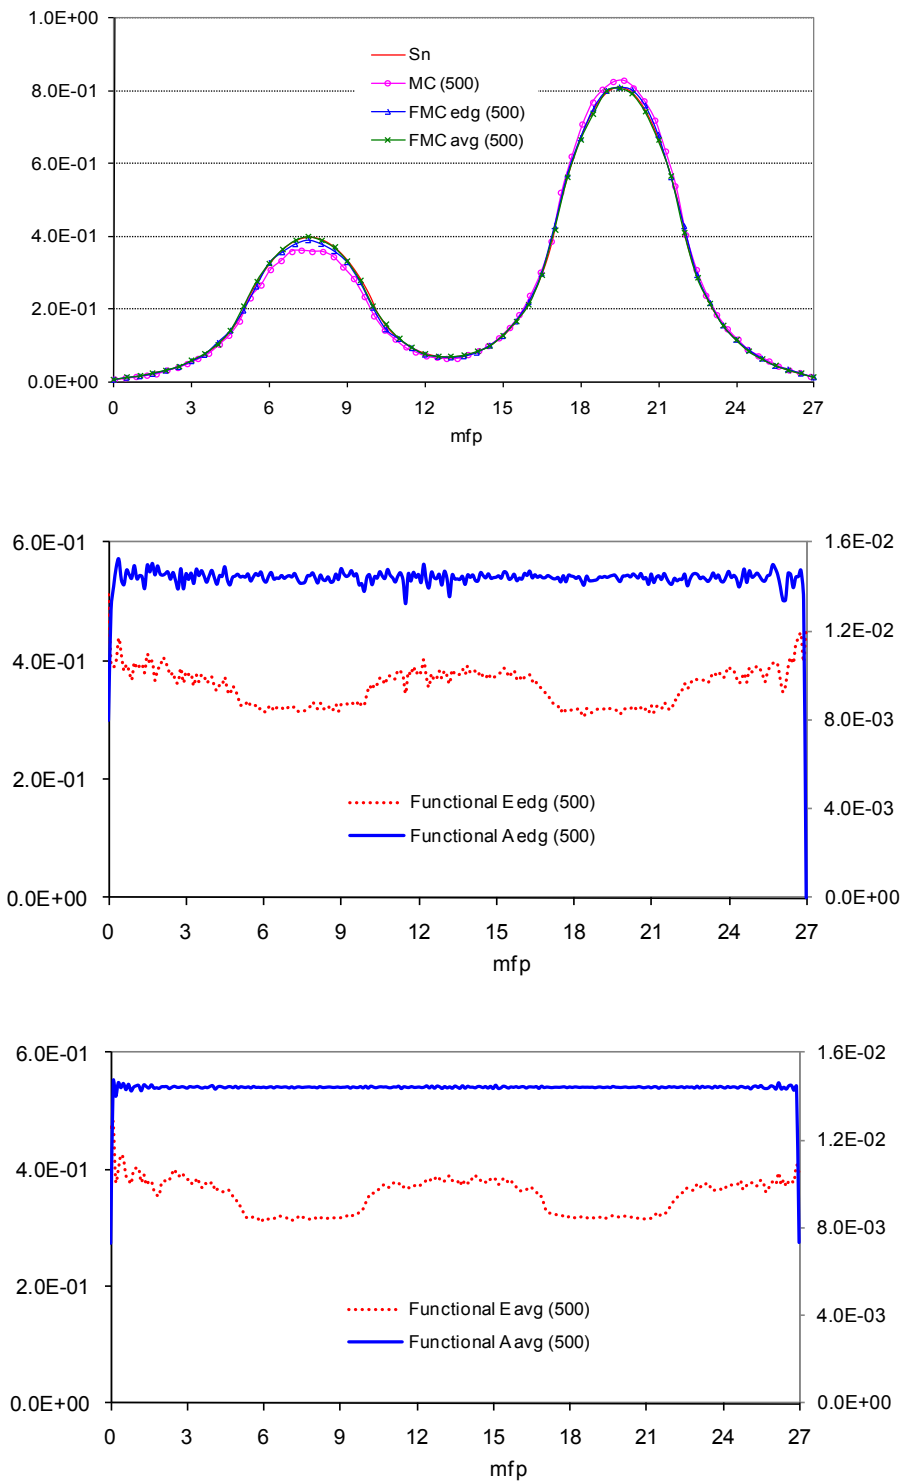 1.0E+00
8.0E-01
6.0E-01
4.0E-01
2.0E-01
0.0E+00
Sn
MC (500)
FMC edg (500)
FMC avg (500)
0 3 6 9 12 15 18 21 24 27
mfp
6.0E-01
4.0E-01
2.0E-01
0.0E+00
1.6E-02
1.2E-02
8.0E-03
4.0E-03
0.0E+00
Functional E edg (500)
Functional A edg (500)
0 3 6 9 12 15 18 21 24 27
mfp
6.0E-01
4.0E-01
2.0E-01
0.0E+00
1.6E-02
1.2E-02
8.0E-03
4.0E-03
0.0E+00
Functional E avg (500)
Functional A avg (500)
0 3 6 9 12 15 18 21 24 27
mfp